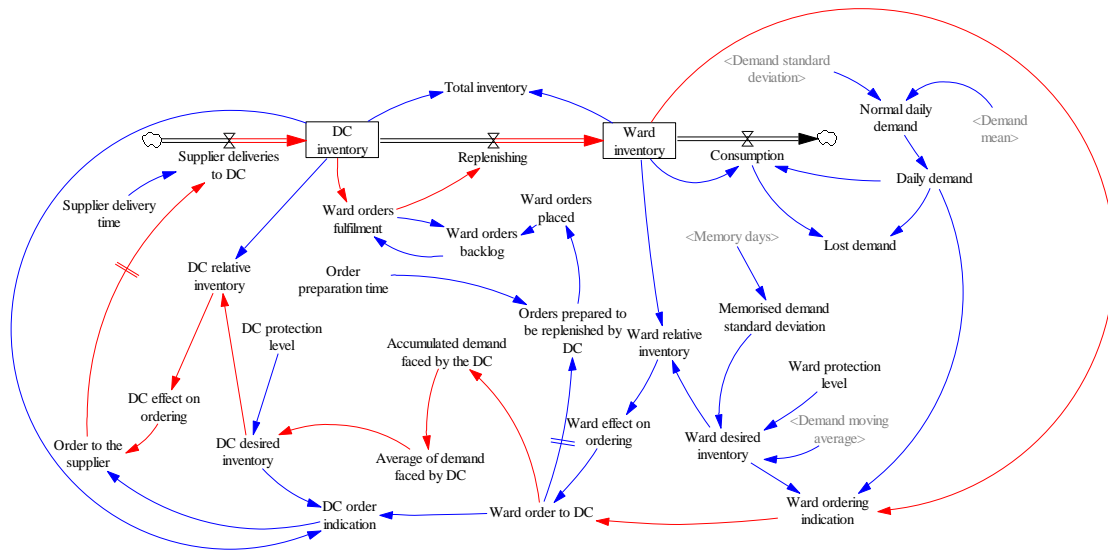 <Demand standard
deviation>
Total inventory
Normal daily
demand
<Demand
mean>
DC
inventory
Ward
inventory
Supplier deliveries
to DC
Replenishing
Consumption
Daily demand
Supplier delivery
time
Ward orders
fulfilment
Ward orders
placed
Ward orders
backlog
Lost demand
<Memory days>
DC relative
inventory
Order
preparation time
Memorised demand
standard deviation
Orders prepared to
be replenished by
DC
Ward relative
inventory
DC protection
level
Accumulated demand
faced by the DC
Ward protection
level
DC effect on
ordering
Ward effect on
ordering
<Demand moving
average>
Order to the
supplier
DC desired
inventory
Average of demand
faced by DC
Ward desired
inventory
DC order
indication
Ward order to DC
Ward ordering
indication